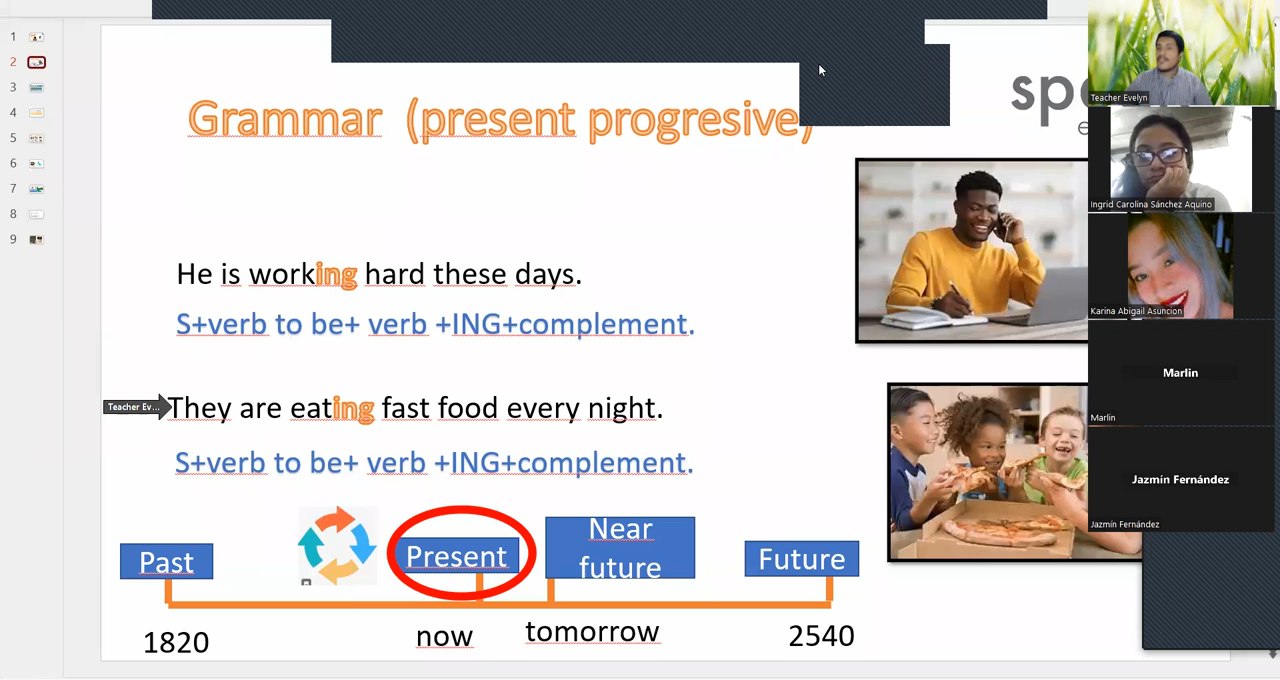 1
2
3
4
5
6
7
8
9
Grammar (present progresive)
He is working hard these days.
S+verb to be+ verb +ING+complement.
Teacher Ev...
They are eating fast food every night.
S+verb to be+ verb +ING+complement.
Past
Present
Near
future
Future
1820
now
tomorrow
2540
Teacher Evelyn
Ingrid Carolina Sánchez Aquino
Karina Abigail Asuncion
Marlin
Marlin
Jazmín Fernández
Jazmín Fernández